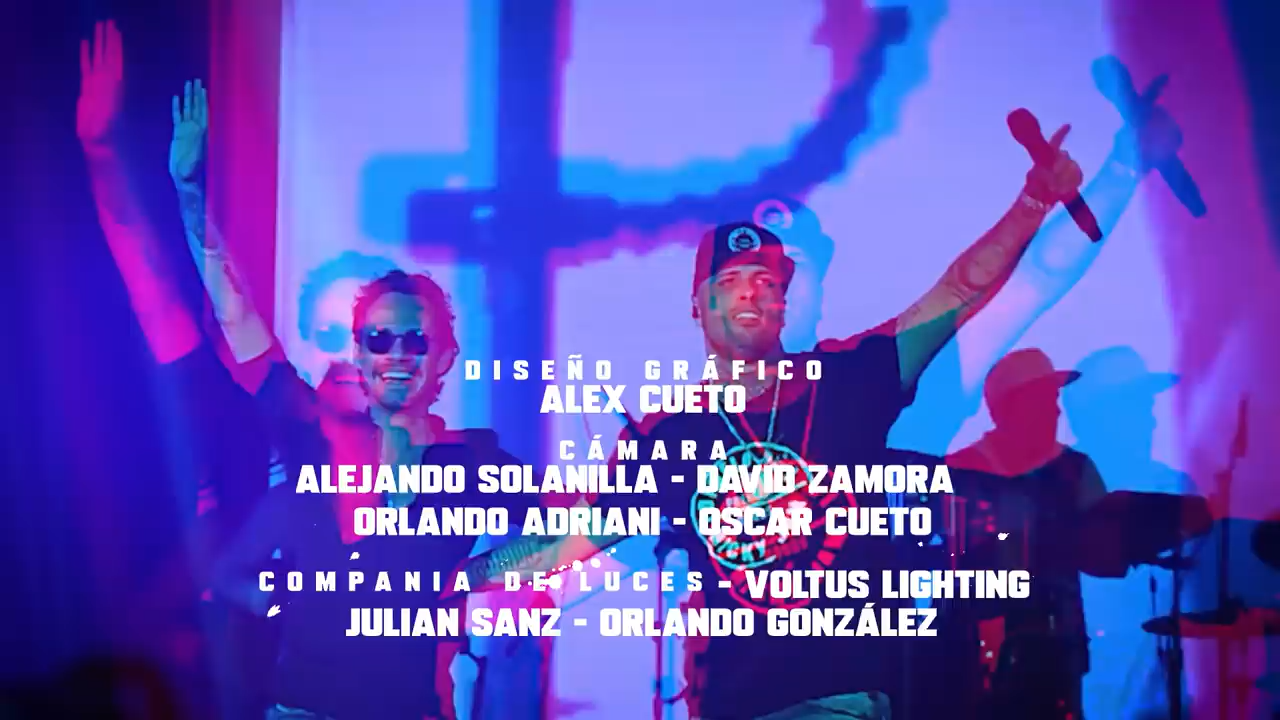 DISEÑO GRÁFICO
ALEX CUETO
CÁMARA
ALEJANDO SOLANILLA - DAVID ZAMORA
ORLANDO ADRIANI - OSCAR CUETO
COMPANIA DE LUCES - VOLTUS LIGHTING
JULIAN SANZ - ORLANDO GONZÁLEZ